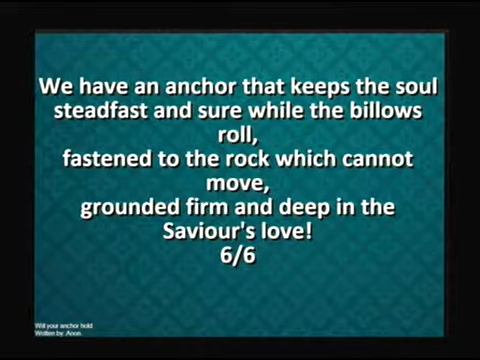 We have an anchor that keeps the soul
steadfast and sure while the billows
roll,
fastened to the rock which cannot
move,
grounded firm and deep in the
Saviour's love!
6/6
Will your anchor hold
Written by: Anon